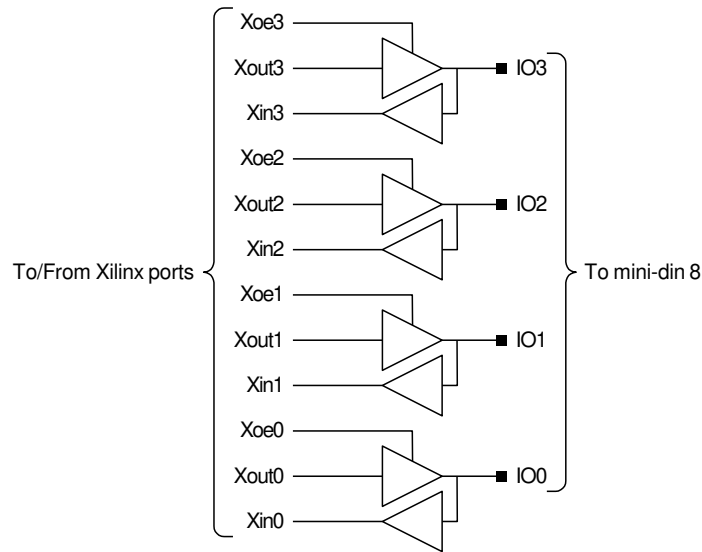 Xoe3
Xout3
IO3
Xin3
Xoe2
Xout2
IO2
Xin2
To/From Xilinx ports
To mini-din 8
Xoe1
Xout1
IO1
Xin1
Xoe0
Xout0
IO0
Xin0